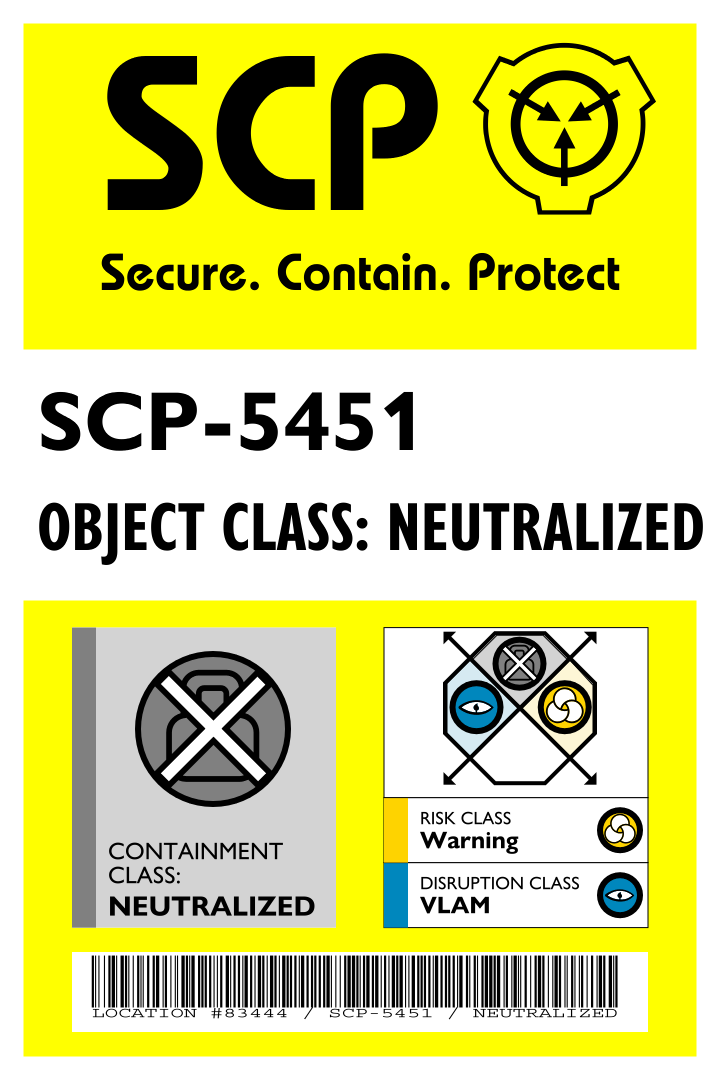 SCP
Secure. Contain. Protect
SCP-5451
OBJECT CLASS: NEUTRALIZED
CONTAINMENT
CLASS:
NEUTRALIZED
RISK CLASS
Warning
DISRUPTION CLASS
VLAM
LOCATION #83444 / SCP-5451 / NEUTRALIZED